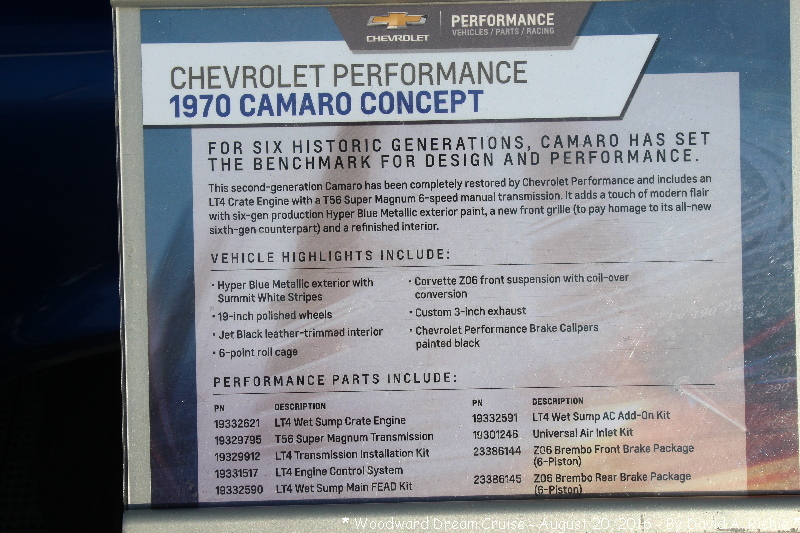 CHEVROLET
PERFORMANCE
VEHICLES / PARTS / RACING
CHEVROLET PERFORMANCE
1970 CAMARO CONCEPT
FOR SIX HISTORIC GENERATIONS, CAMARO HAS SET
THE BENCHMARK FOR DESIGN AND PERFORMANCE.
This second-generation Camaro has been completely restored by Chevrolet Performance and includes an
LT4 Crate Engine with a T56 Super Magnum 6-speed manual transmission. It adds a touch of modern flair
with six-gen production Hyper Blue Metallic exterior paint, a new front grille (to pay homage to its all-new
sixth-gen counterpart) and a refinished interior.
VEHICLE HIGHLIGHTS INCLUDE:
• Hyper Blue Metallic exterior with
Summit White Stripes
• 19-inch polished wheels
• Jet Black leather-trimmed interior
• 6-point roll cage
• Corvette Z06 front suspension with coil-over
conversion
• Custom 3-inch exhaust
• Chevrolet Performance Brake Calipers
painted black
PERFORMANCE PARTS INCLUDE:
PN DESCRIPTION
19332621 LT4 Wet Sump Crate Engine
19329795 T56 Super Magnum Transmission
19329912 LT4 Transmission Installation Kit
19331517 LT4 Engine Control System
19332590 LT4 Wet Sump Main FEAD Kit
PN DESCRIPTION
19332591 LT4 Wet Sump AC Add-On Kit
19301246 Universal Air Inlet Kit
23386144 Z06 Brembo Front Brake Package
(6-Piston)
23386145 Z06 Brembo Rear Brake Package
(6-Piston)
* Woodward Dream Cruise - August 20, 2016 - By David A.